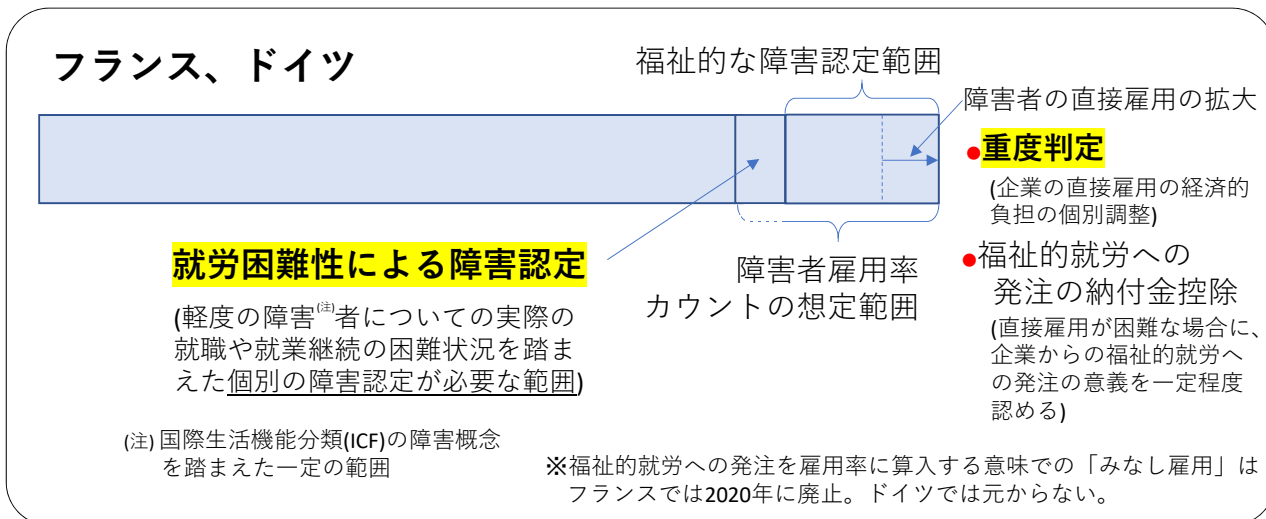 フランス、ドイツ
福祉的な障害認定範囲
障害者の直接雇用の拡大
●重度判定
(企業の直接雇用の経済的
負担の個別調整)
●福祉的就労への
発注の納付金控除
(直接雇用が困難な場合に、
企業からの福祉的就労へ
の発注の意義を一定程度
認める)
就労困難性による障害認定
(軽度の障害(注)者についての実際の
就職や就業継続の困難状況を踏ま
えた個別の障害認定が必要な範囲)
障害者雇用率
カウントの想定範囲
(注) 国際生活機能分類(ICF)の障害概念
を踏まえた一定の範囲
※福祉的就労への発注を雇用率に算入する意味での「みなし雇用」は
フランスでは2020年に廃止。ドイツでは元からない。